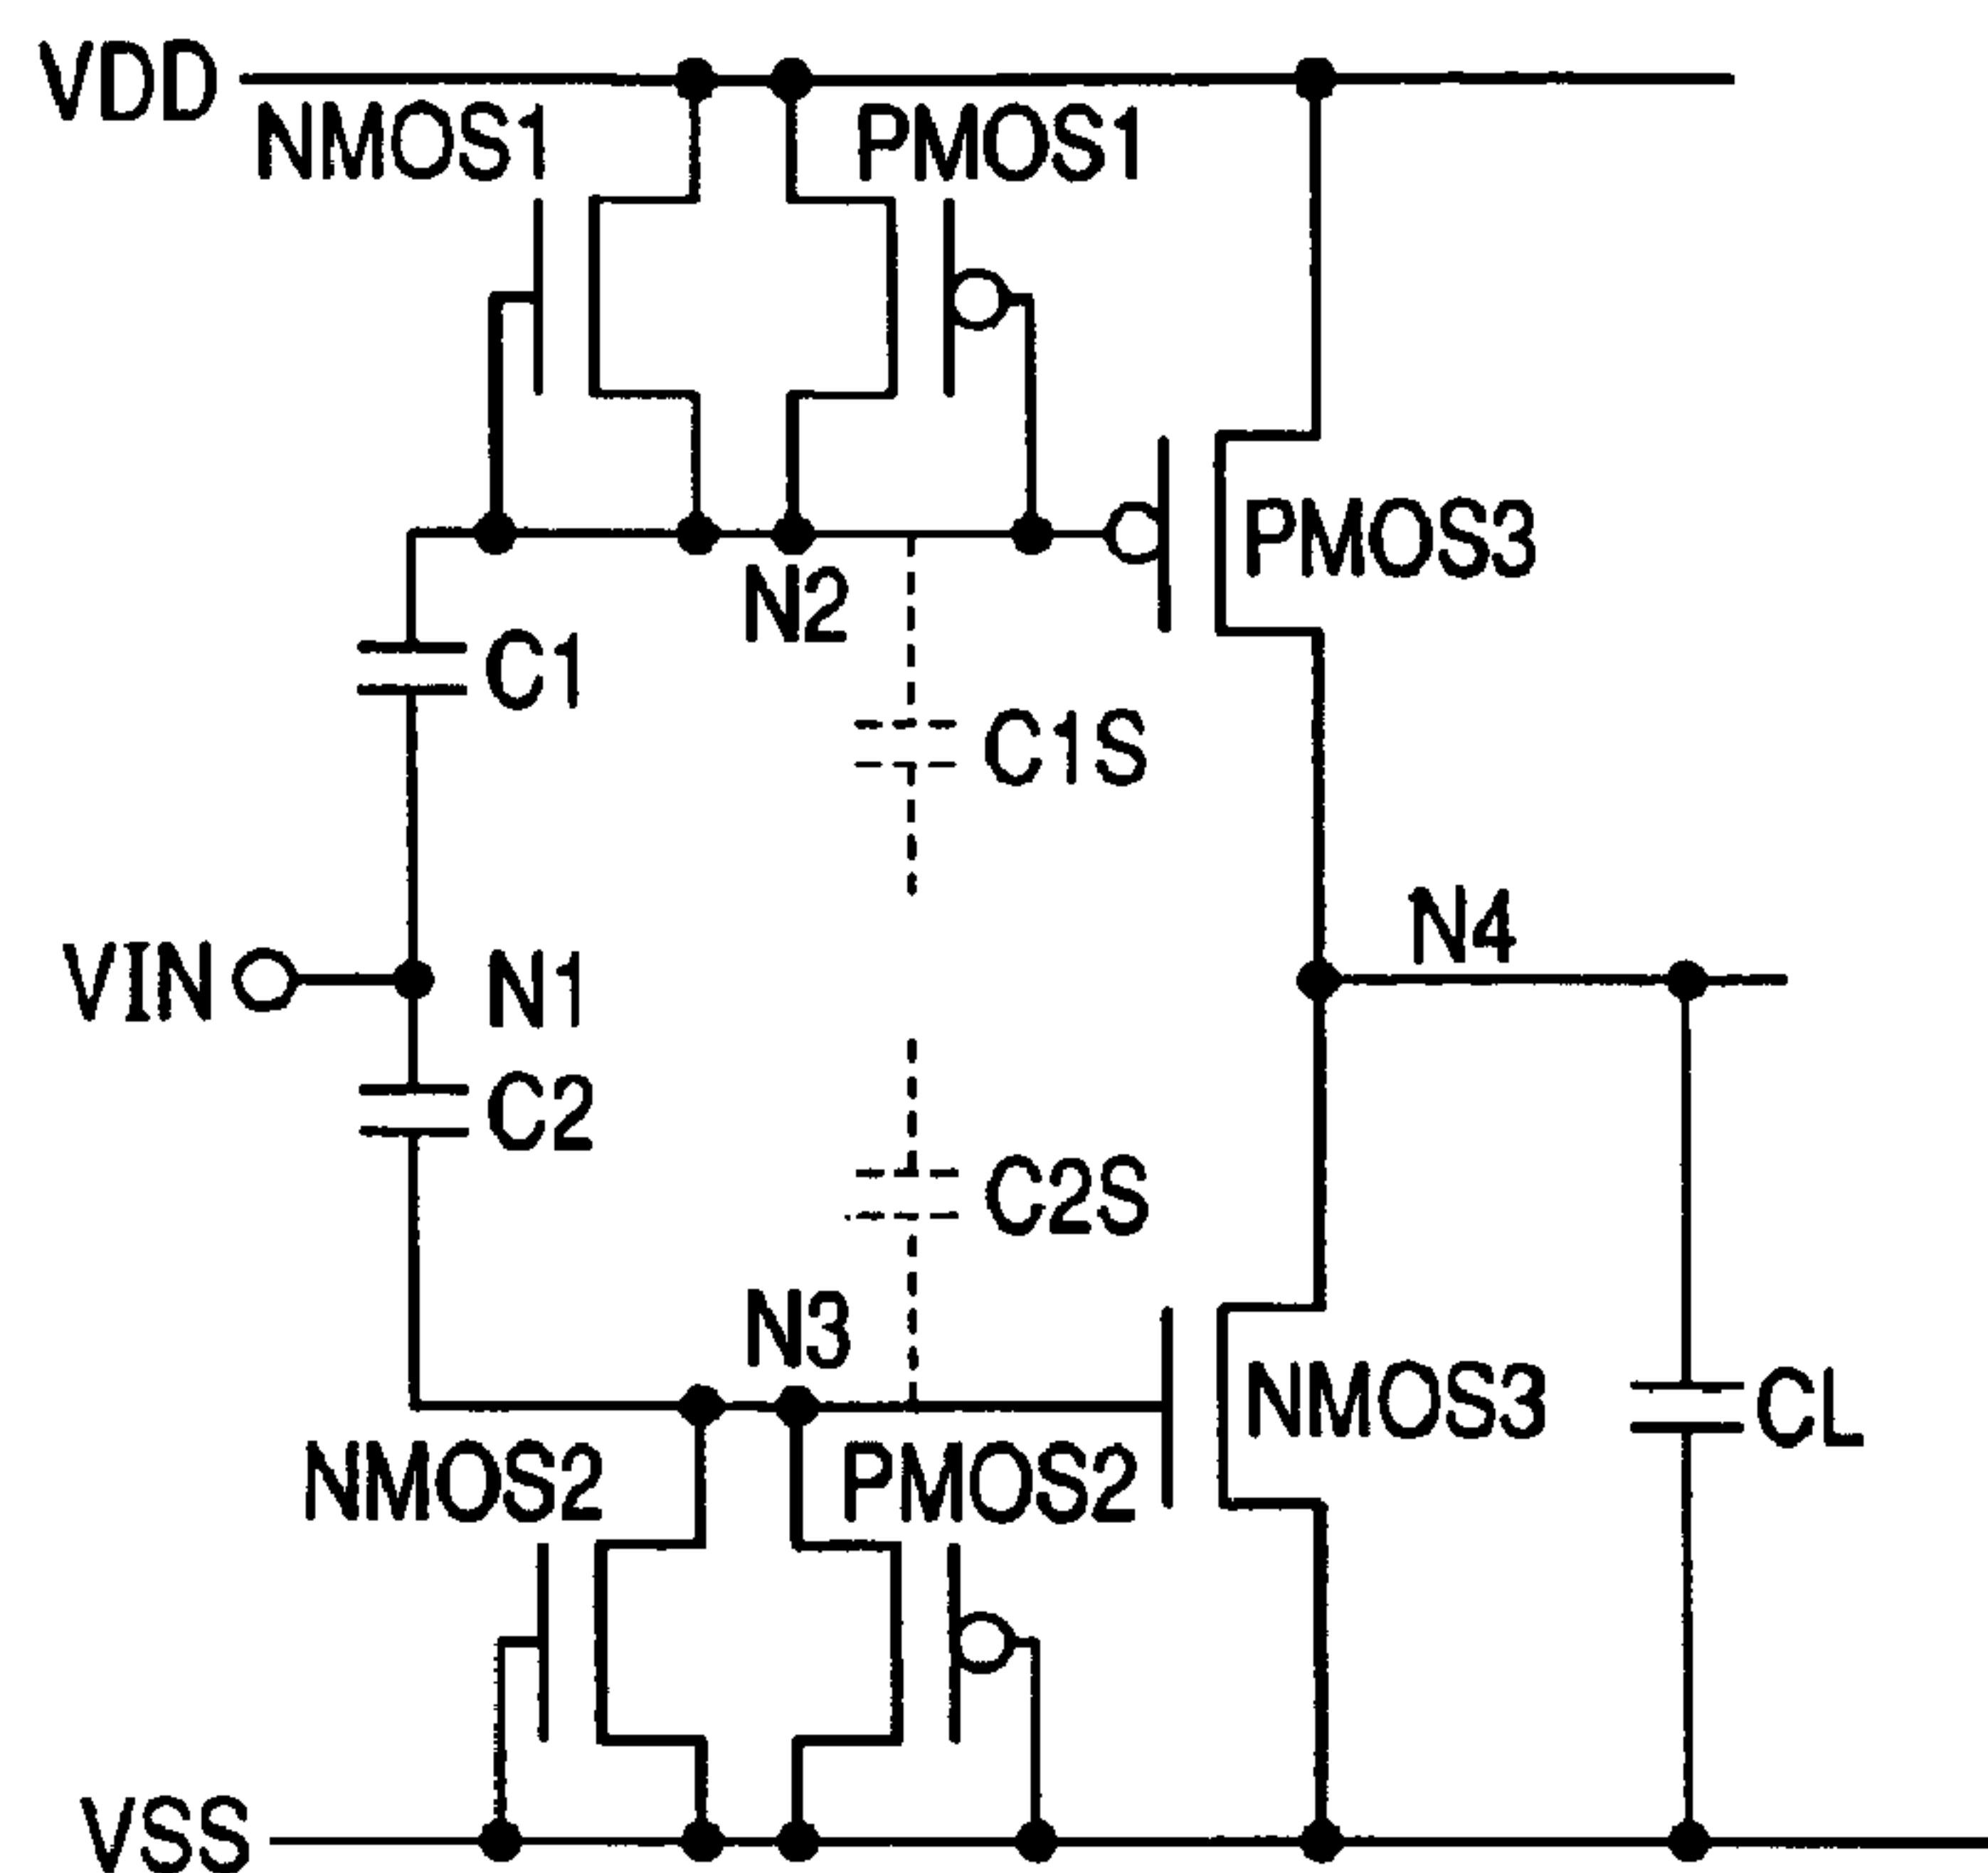 VDD
NMOS1
PMOS1
PMOS3
N2
C1
C1S
N4
VIN
N1
C2
C2S
N3
NMOS3
CL
NMOS2
PMOS2
VSS